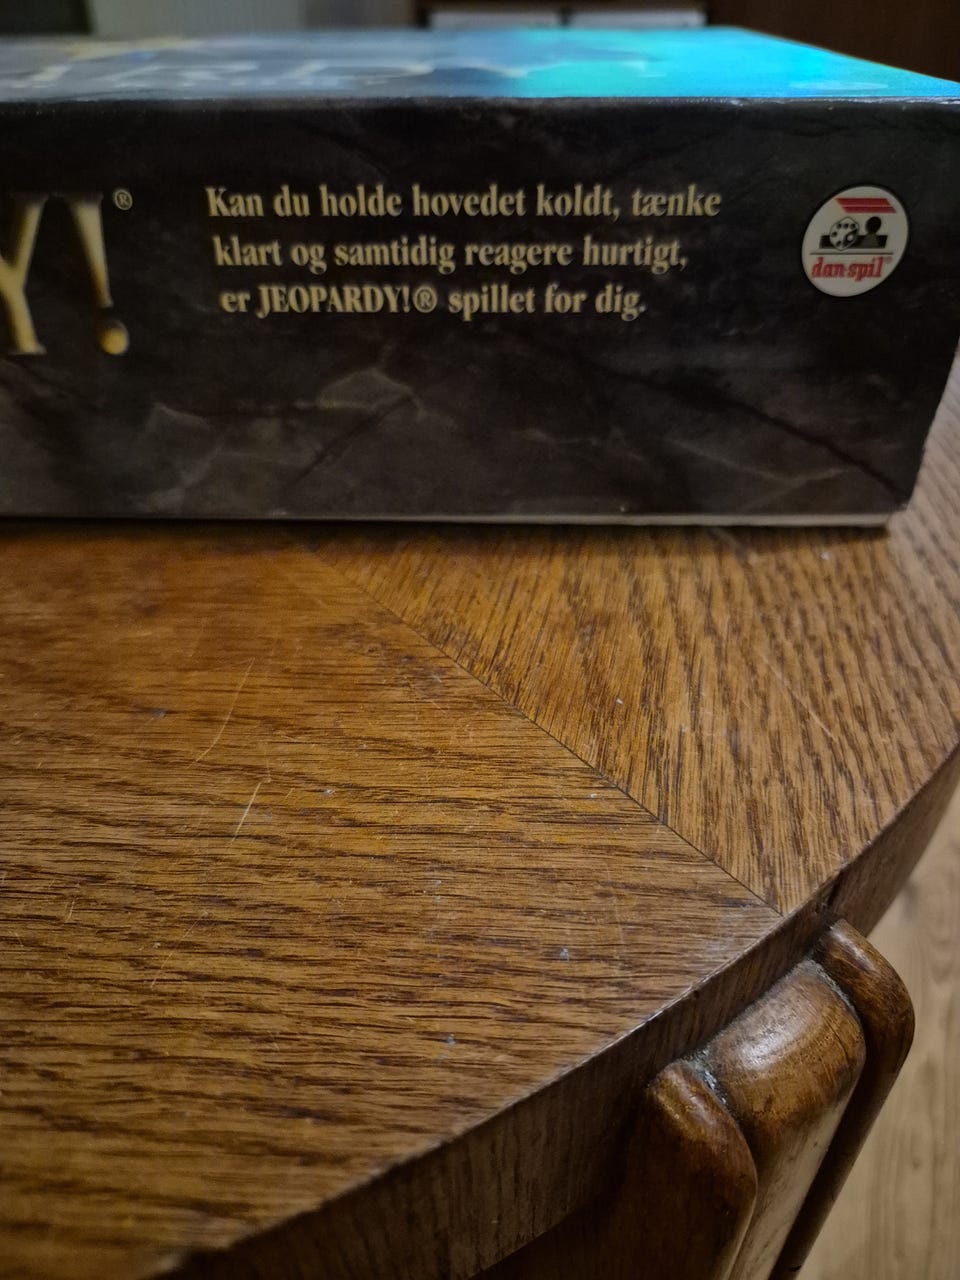 Y!®
Kan du holde hovedet koldt, tænke
klart og samtidig reagere hurtigt,
er JEOPARDY!® spillet for dig.
dan-spil®